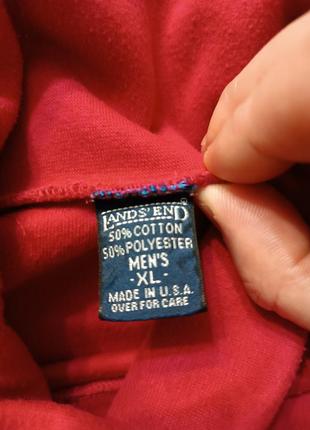 LANDS' END
50% COTTON
50% POLYESTER
MEN'S
-XL-
MADE IN U.S.A.
OVER FOR CARE